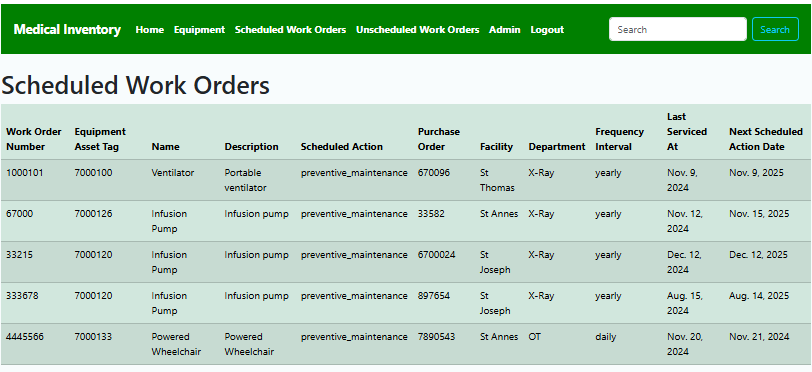 Medical Inventory Home Equipment Scheduled Work Orders Unscheduled Work Orders Admin Logout Search Search
Scheduled Work Orders
Work Order Number Equipment Asset Tag Name Description Scheduled Action Purchase Order Facility Department Frequency Interval Last Serviced At Next Scheduled Action Date
1000101 7000100 Ventilator Portable ventilator preventive_maintenance 670096 St Thomas X-Ray yearly Nov. 9, 2024 Nov. 9, 2025
67000 7000126 Infusion Pump Infusion pump preventive_maintenance 33582 St Annes X-Ray yearly Nov. 12, 2024 Nov. 15, 2025
33215 7000120 Infusion Pump Infusion pump preventive_maintenance 6700024 St Joseph X-Ray yearly Dec. 12, 2024 Dec. 12, 2025
333678 7000120 Infusion Pump Infusion pump preventive_maintenance 897654 St Joseph X-Ray yearly Aug. 15, 2024 Aug. 14, 2025
4445566 7000133 Powered Wheelchair Powered Wheelchair preventive_maintenance 7890543 St Annes OT daily Nov. 20, 2024 Nov. 21, 2024